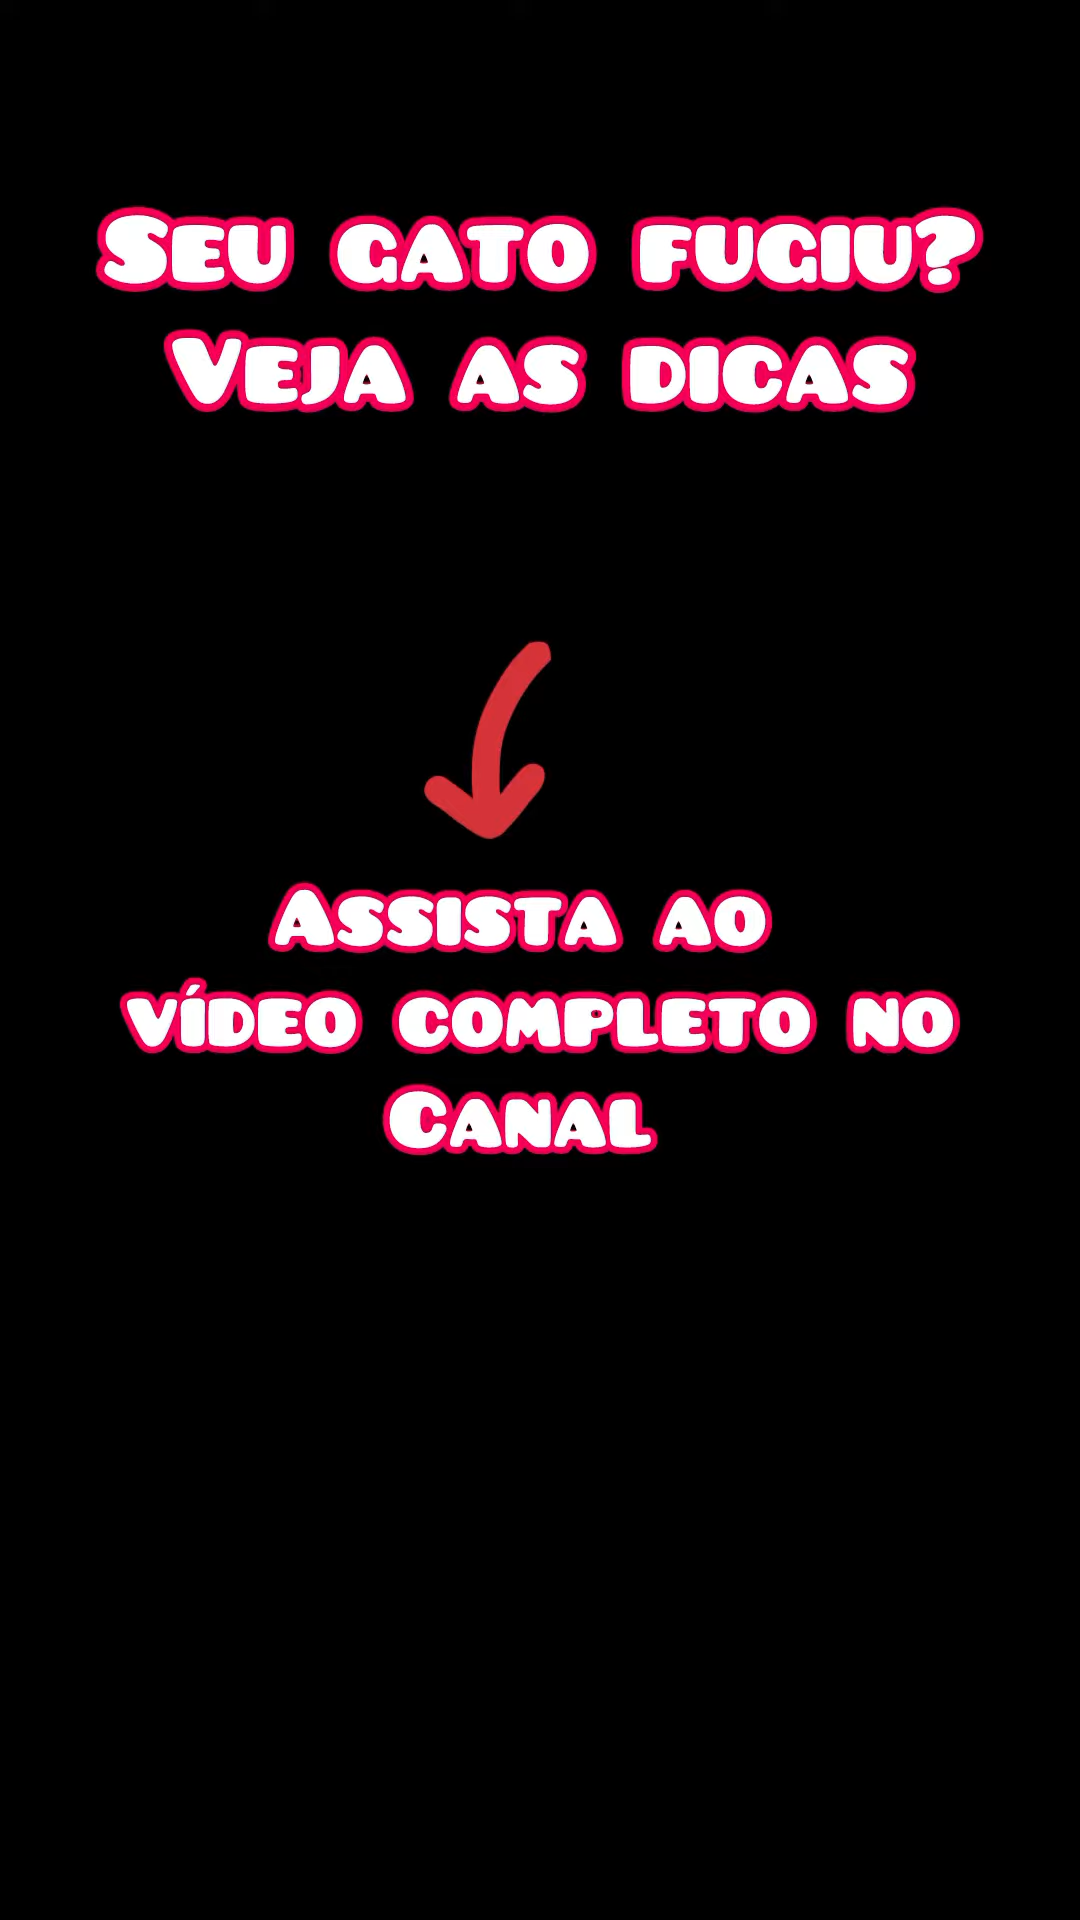 Seu gato fugiu?
Veja as dicas
Assista ao
vídeo completo no
Canal